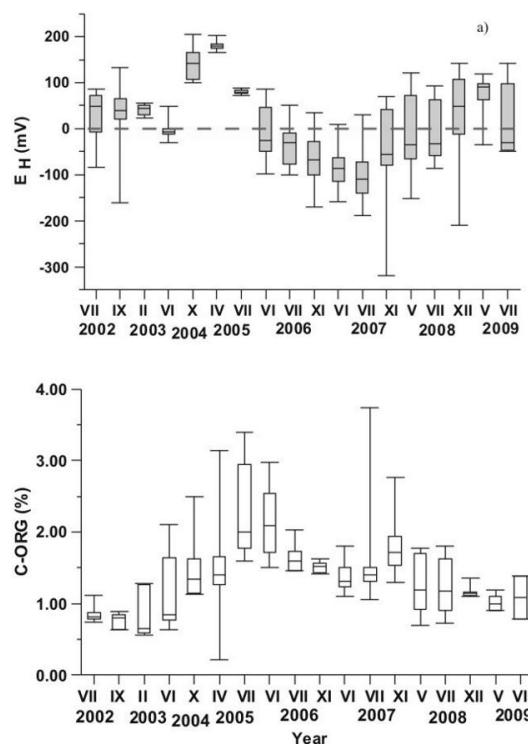 a)
200
100
0
-100
-200
-300
E H (mV)
VII IX II VI X IV VII VI VII XI VI VII XI V VII XII V VII
2002 2003 2004 2005 2006 2007 2008 2009
4.00
3.00
2.00
1.00
0.00
C-ORG (%)
VII IX II VI X IV VII VI VII XI VI VII XI V VII XII V VI
2002 2003 2004 2005 2006 2007 2008 2009
Year